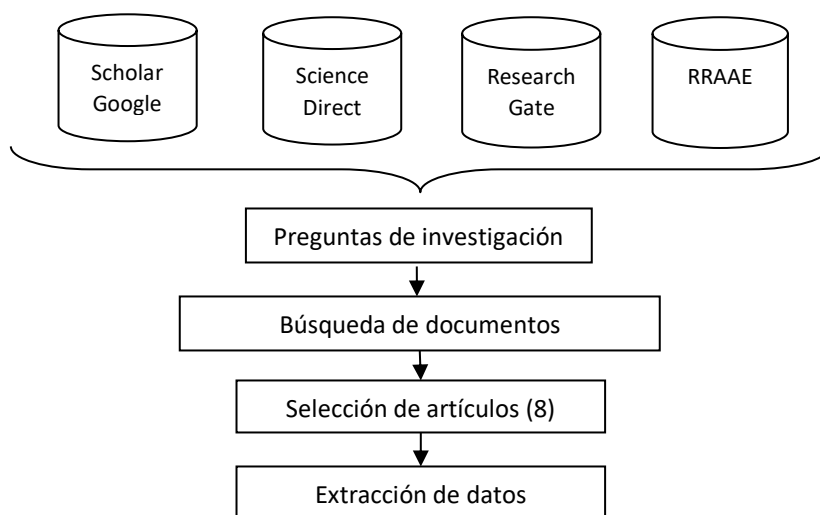 Scholar
Google
Science
Direct
Research
Gate
RRAAE
Preguntas de investigación
Búsqueda de documentos
Selección de artículos (8)
Extracción de datos